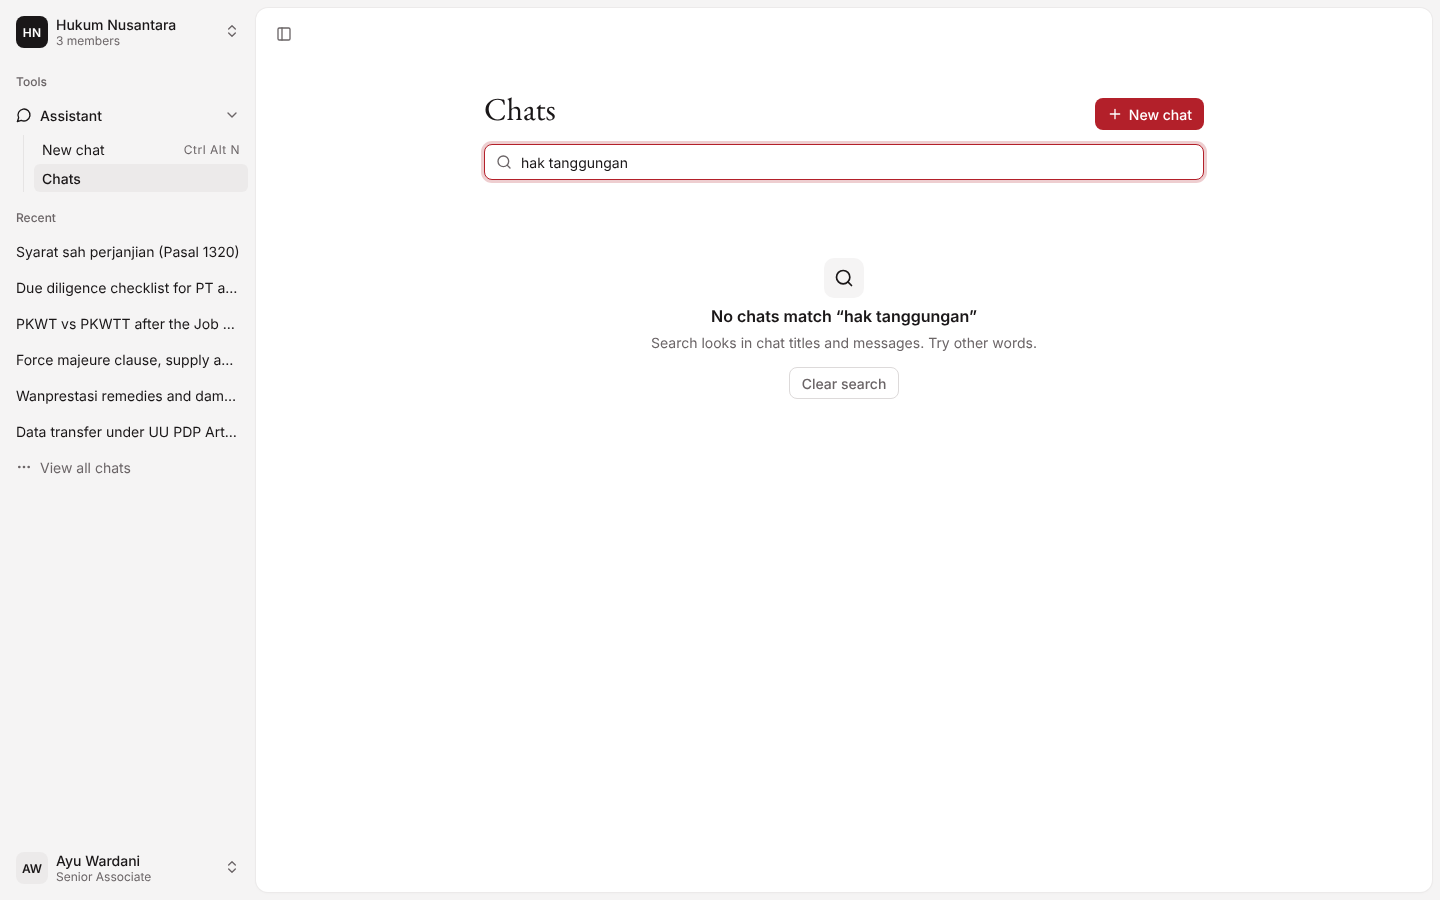 HN
Hukum Nusantara
3 members
Tools
Assistant
New chat Ctrl Alt N
Chats
Recent
Syarat sah perjanjian (Pasal 1320)
Due diligence checklist for PT a...
PKWT vs PKWTT after the Job ...
Force majeure clause, supply a...
Wanprestasi remedies and dam...
Data transfer under UU PDP Art...
View all chats
AW
Ayu Wardani
Senior Associate
Chats
New chat
hak tanggungan
No chats match “hak tanggungan”
Search looks in chat titles and messages. Try other words.
Clear search